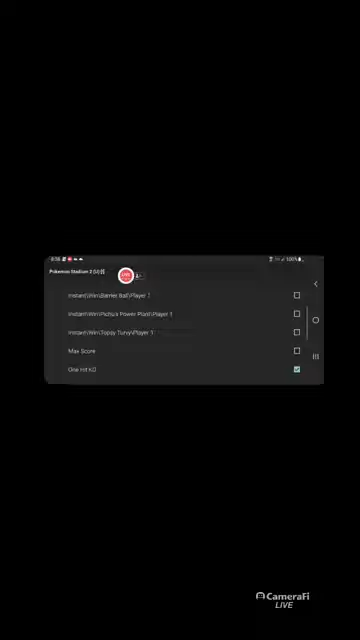 Pokemon Stadium 2 (U) [!]
100%
Instant\Win\Barrier Ball\Player 1
Instant\Win\Pichu's Power Plant\Player 1
Instant\Win\Topsy Turvy\Player 1
Max Score
One Hit KO
CameraFi
LIVE